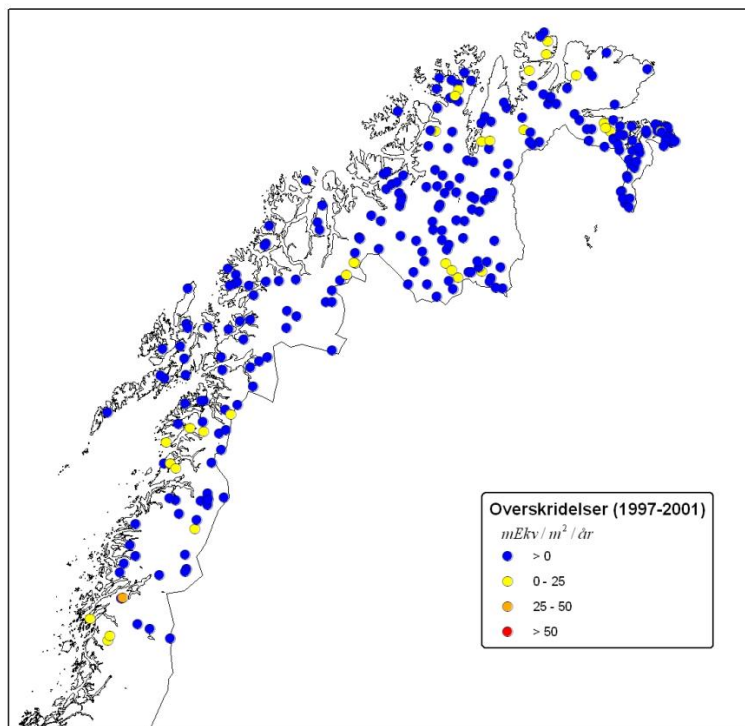 Overskridelser (1997-2001)
mEkv / m² / år
> 0
0 - 25
25 - 50
> 50